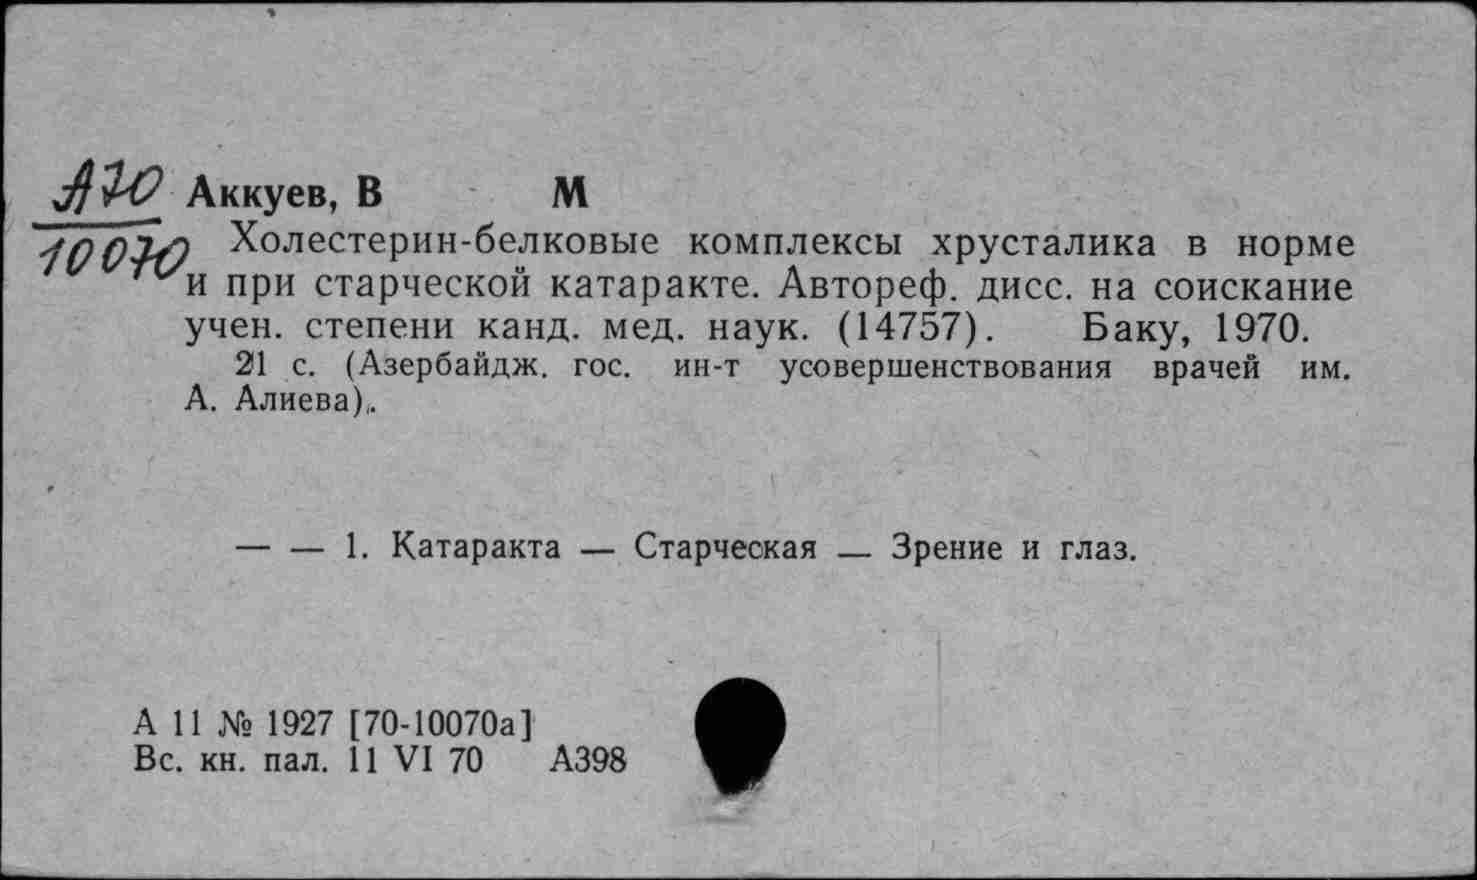 А70
10070
Аккуев, В М
Холестерин-белковые комплексы хрусталика в норме
и при старческой катаракте. Автореф. дисс. на соискание
учен. степени канд. мед. наук. (14757). Баку, 1970.
21 с. (Азербайдж. гос. ин-т усовершенствования врачей им.
А. Алиева).
— — 1. Катаракта — Старческая — Зрение и глаз.
А 11 № 1927 [70-10070а]
Вс. кн. пал. 11 VI 70 А398